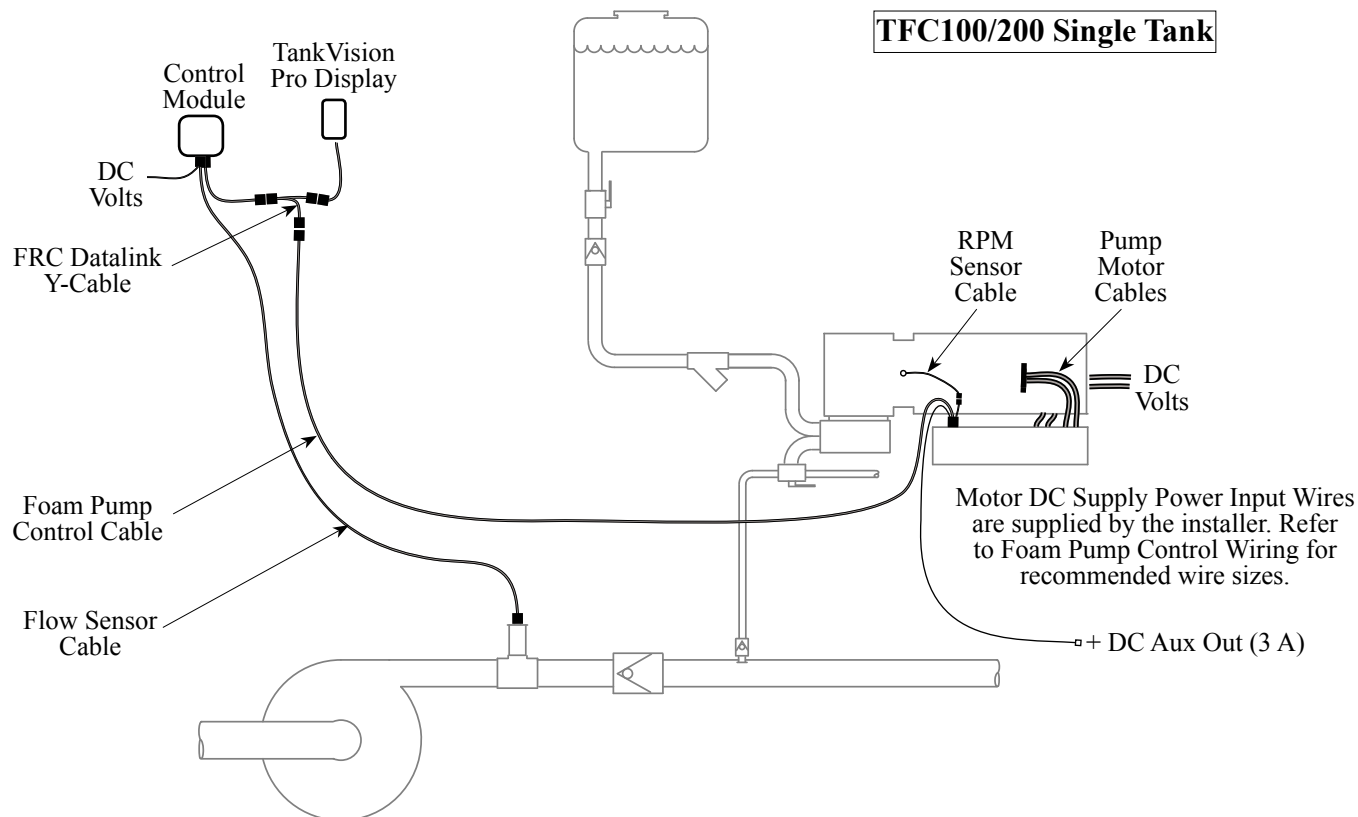 TFC100/200 Single Tank
TankVision
Pro Display
Control
Module
DC
Volts
FRC Datalink
Y-Cable
RPM
Sensor
Cable
Pump
Motor
Cables
DC
Volts
Foam Pump
Control Cable
Motor DC Supply Power Input Wires
are supplied by the installer. Refer
to Foam Pump Control Wiring for
recommended wire sizes.
Flow Sensor
Cable
+ DC Aux Out (3 A)